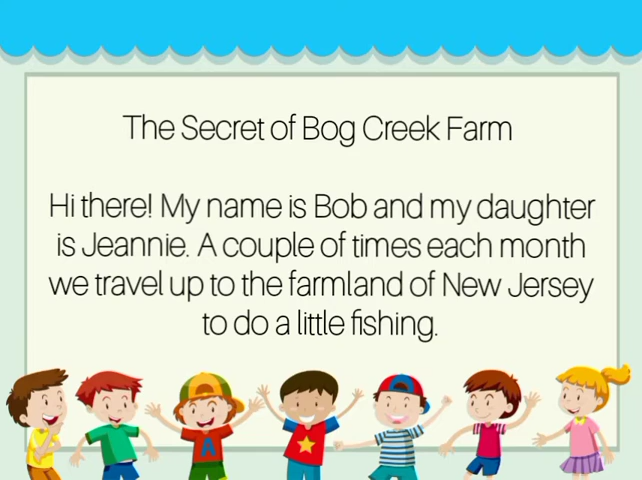 The Secret of Bog Creek Farm
Hi there! My name is Bob and my daughter
is Jeannie. A couple of times each month
we travel up to the farmland of New Jersey
to do a little fishing.
A